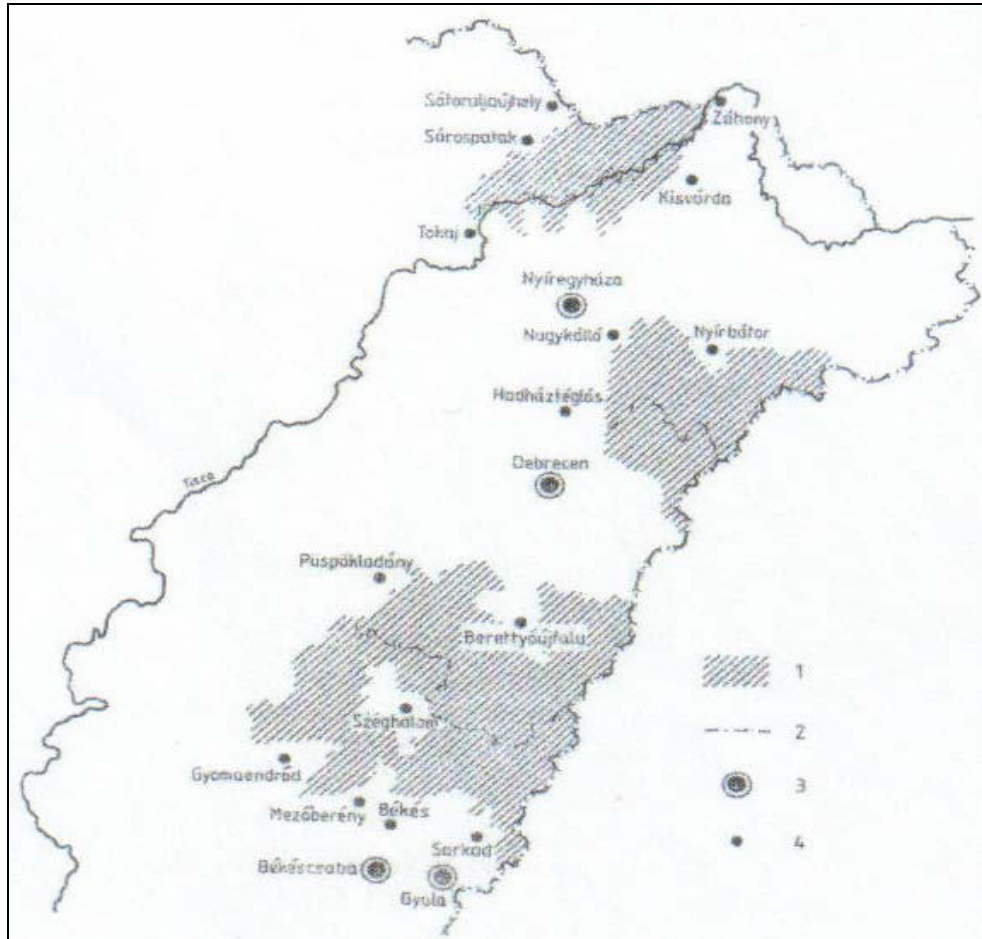 Sátoraljaújhely
Záhony
Sárospatak
Kisvárda
Tokaj
Nyíregyháza
Nagykálló
Nyírbátor
Hadháztéglás
Debrecen
Tisza
Püspökladány
Berettyóújfalu
1
Szeghalom
2
Gyomaendrőd
3
Mezőberény
Békés
Sarkad
4
Békéscsaba
Gyula